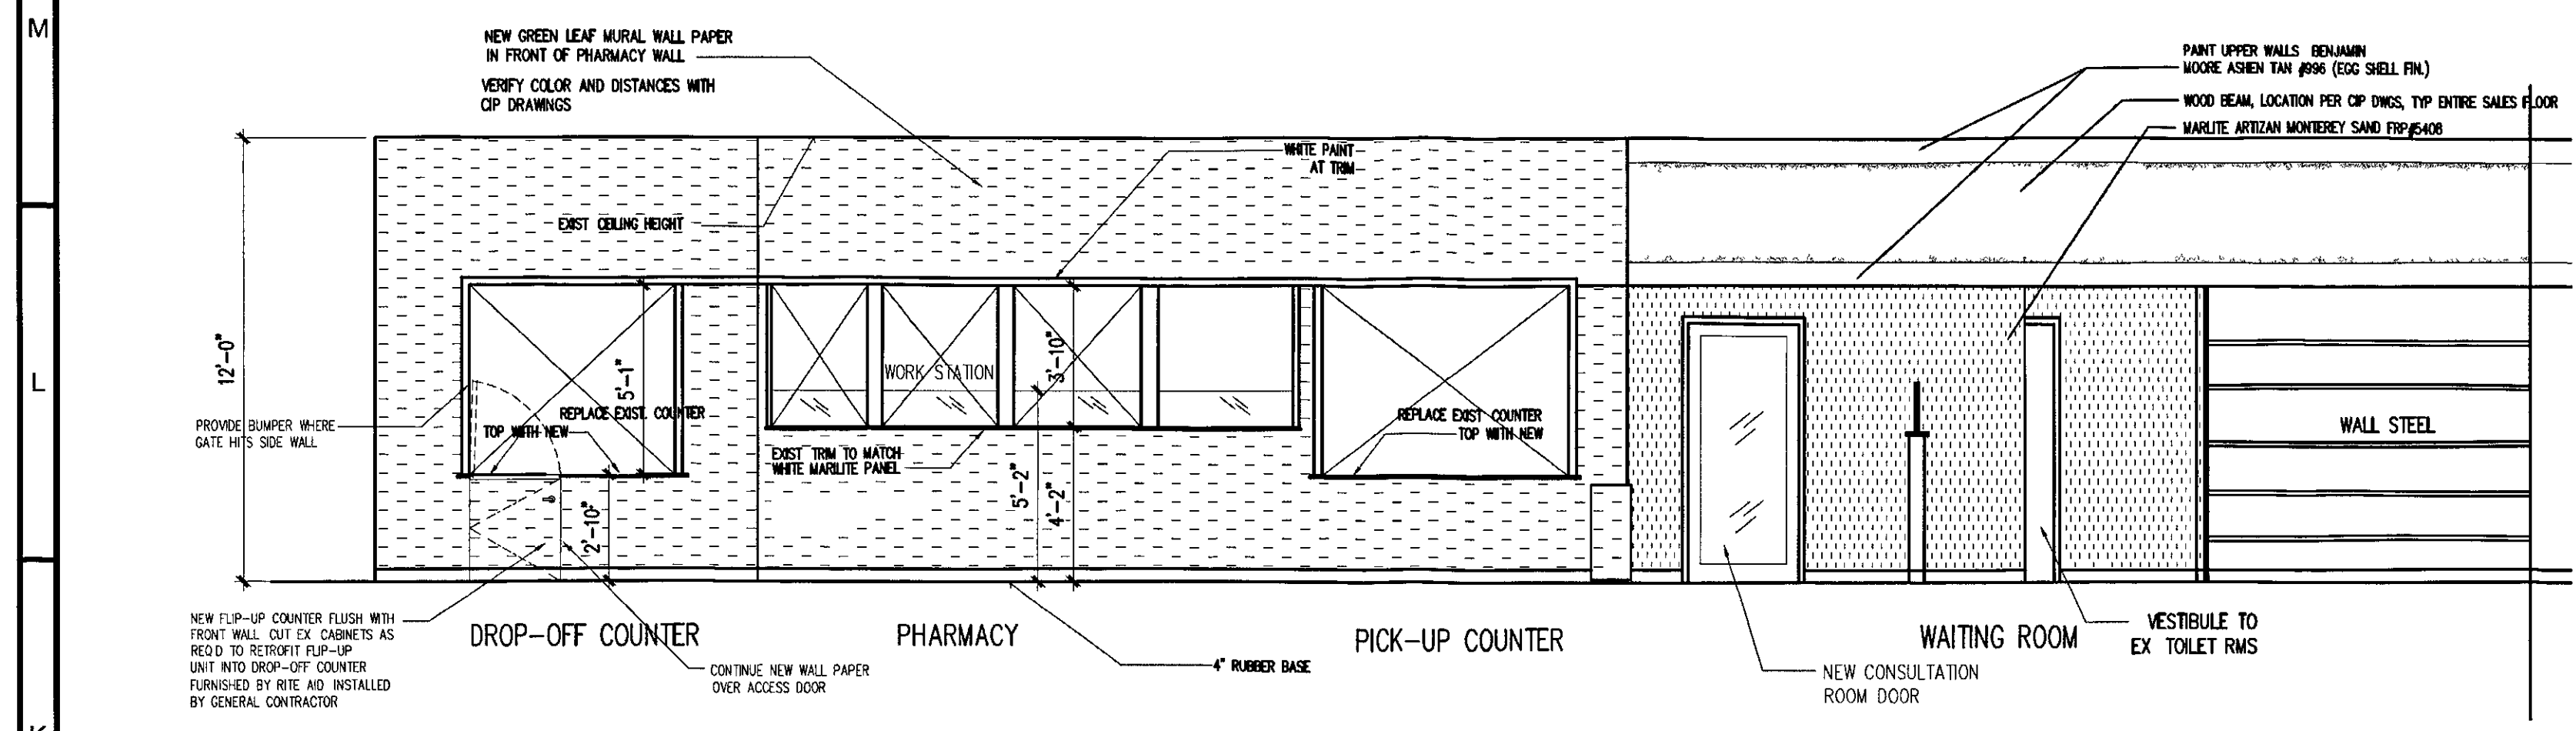 M
NEW GREEN LEAF MURAL WALL PAPER
IN FRONT OF PHARMACY WALL
VERIFY COLOR AND DISTANCES WITH
CIP DRAWINGS
PAINT UPPER WALLS BENJAMIN
MOORE ASHEN TAN #996 (EGG SHELL FIN.)
WOOD BEAM, LOCATION PER CIP DWGS, TYP ENTIRE SALES FLOOR
MARLITE ARTIZAN MONTEREY SAND FRP#5408
WHITE PAINT
AT TRIM
EXIST CEILING HEIGHT
12'-0"
L
5'-1"
WORK STATION
3'-10"
PROVIDE BUMPER WHERE
GATE HITS SIDE WALL
REPLACE EXIST. COUNTER
TOP WITH NEW
EXIST TRIM TO MATCH
WHITE MARILITE PANEL
REPLACE EXIST COUNTER
TOP WITH NEW
WALL STEEL
2'-10"
5'-2"
4'-2"
NEW FLIP-UP COUNTER FLUSH WITH
FRONT WALL CUT EX CABINETS AS
REQ'D TO RETROFIT FLIP-UP
UNIT INTO DROP-OFF COUNTER
FURNISHED BY RITE AID INSTALLED
BY GENERAL CONTRACTOR
DROP-OFF COUNTER
PHARMACY
PICK-UP COUNTER
WAITING ROOM
VESTIBULE TO
EX TOILET RMS
CONTINUE NEW WALL PAPER
OVER ACCESS DOOR
4" RUBBER BASE
NEW CONSULTATION
ROOM DOOR